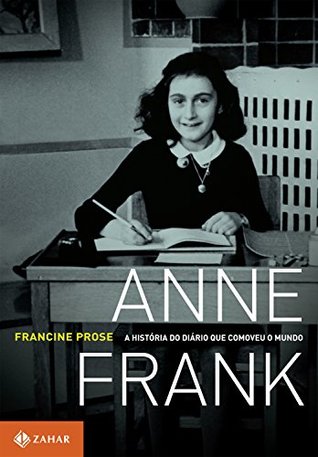 ANNE
FRANCINE PROSE A HISTÓRIA DO DIÁRIO QUE COMOVEU O MUNDO
FRANK
ZAHAR